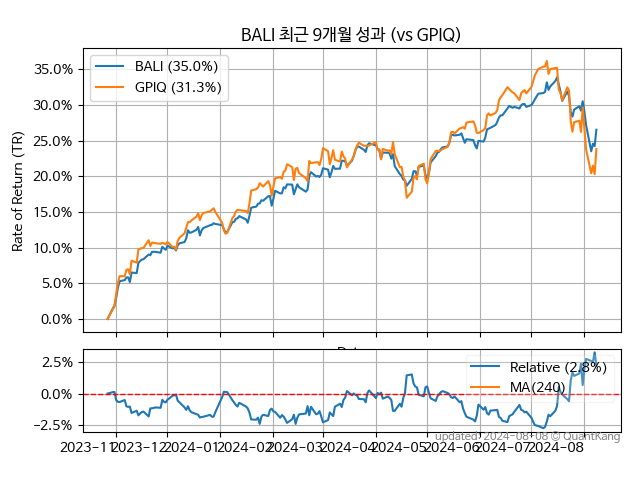 BALI 최근 9개월 성과 (vs GPIQ)
BALI (35.0%)
GPIQ (31.3%)
Rate of Return (TR)
35.0%
30.0%
25.0%
20.0%
15.0%
10.0%
5.0%
0.0%
Relative (2.8%)
MA(240)
2.5%
0.0%
−2.5%
updated: 2024-08-08 © QuantKang
2023-11 2023-12 2024-01 2024-02 2024-03 2024-04 2024-05 2024-06 2024-07 2024-08